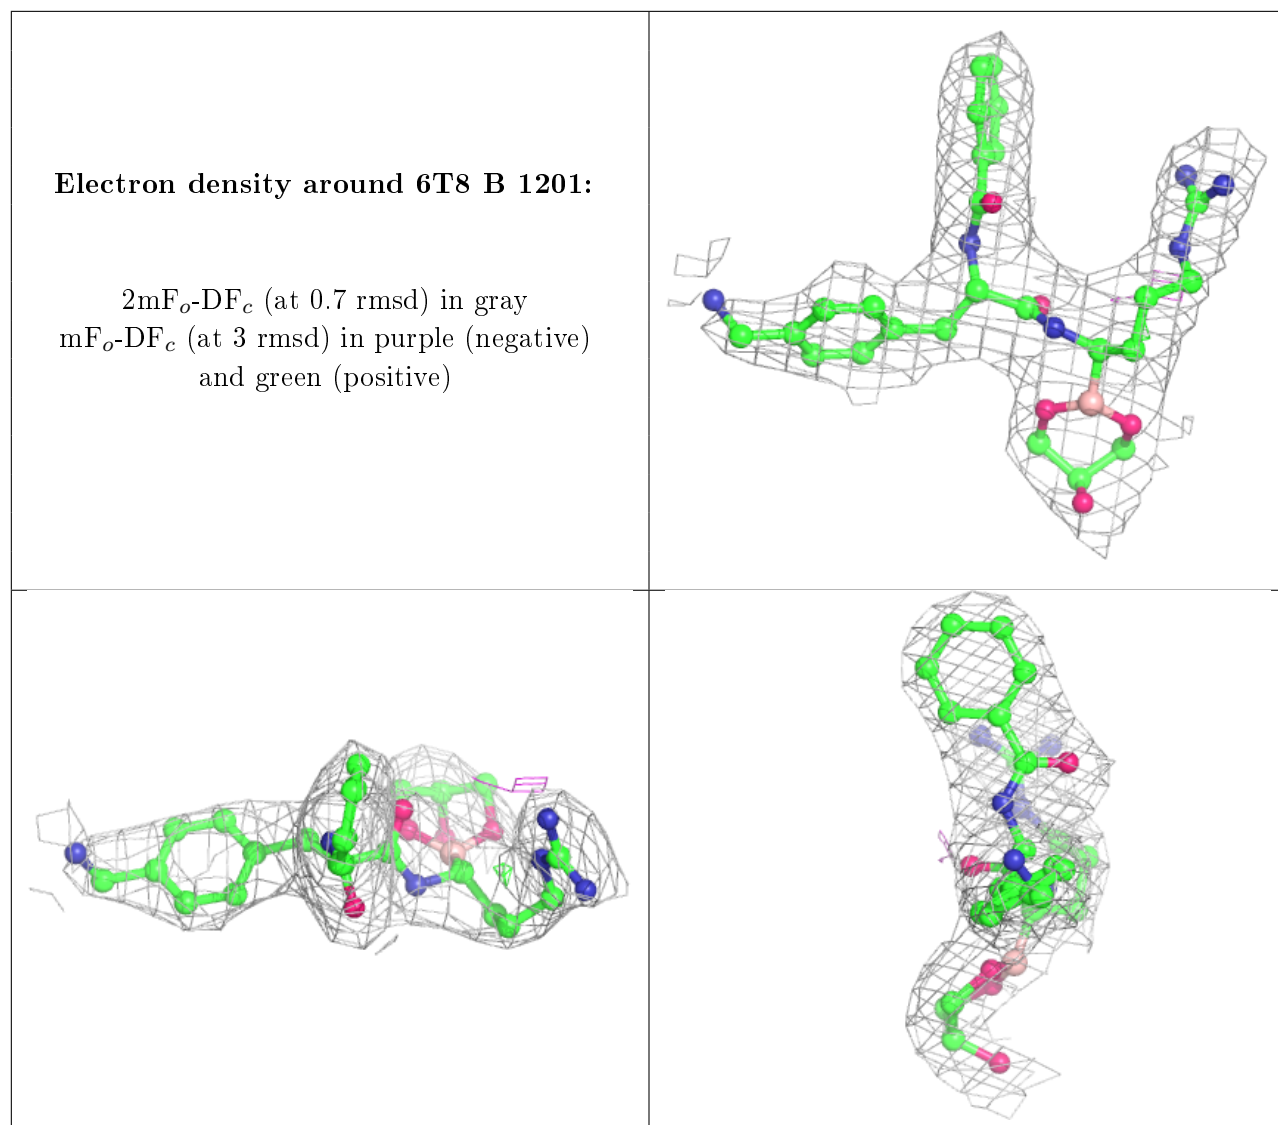 Electron density around 6T8 B 1201:
2mFo-DFc (at 0.7 rmsd) in gray
mFo-DFc (at 3 rmsd) in purple (negative)
and green (positive)